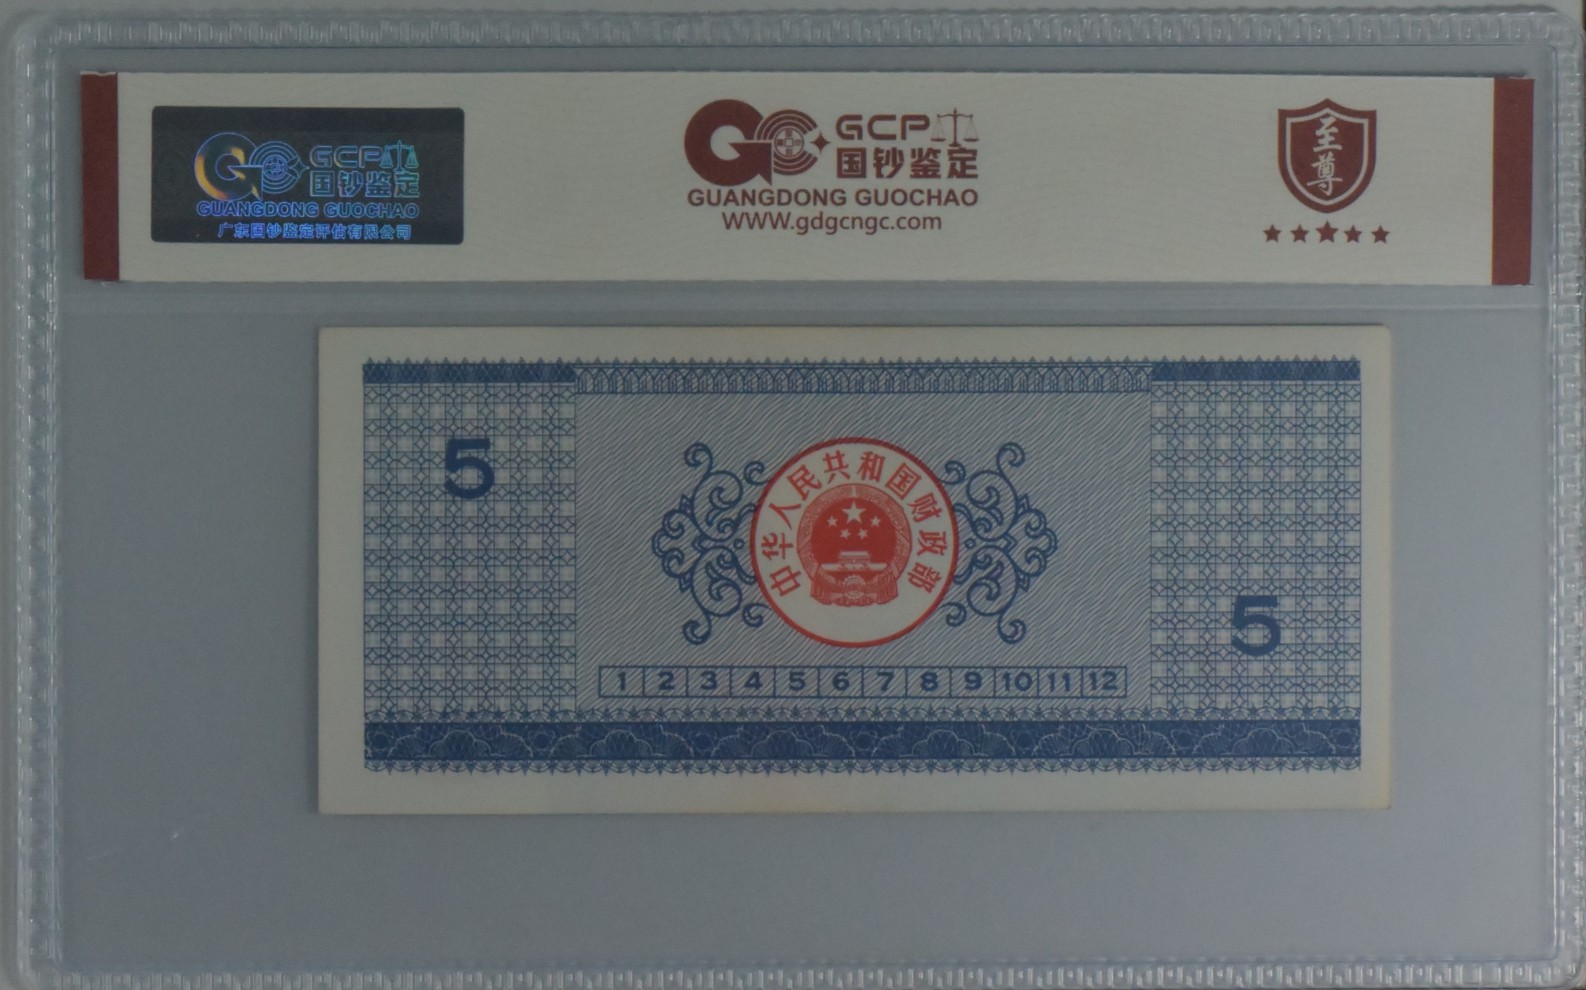 GCP
国钞鉴定
GUANGDONG GUOCHAO
广东国钞鉴定评估有限公司
GCP
国钞鉴定
GUANGDONG GUOCHAO
WWW.gdgcngc.com
至尊
5
中华人民共和国财政部
5
1 2 3 4 5 6 7 8 9 10 11 12